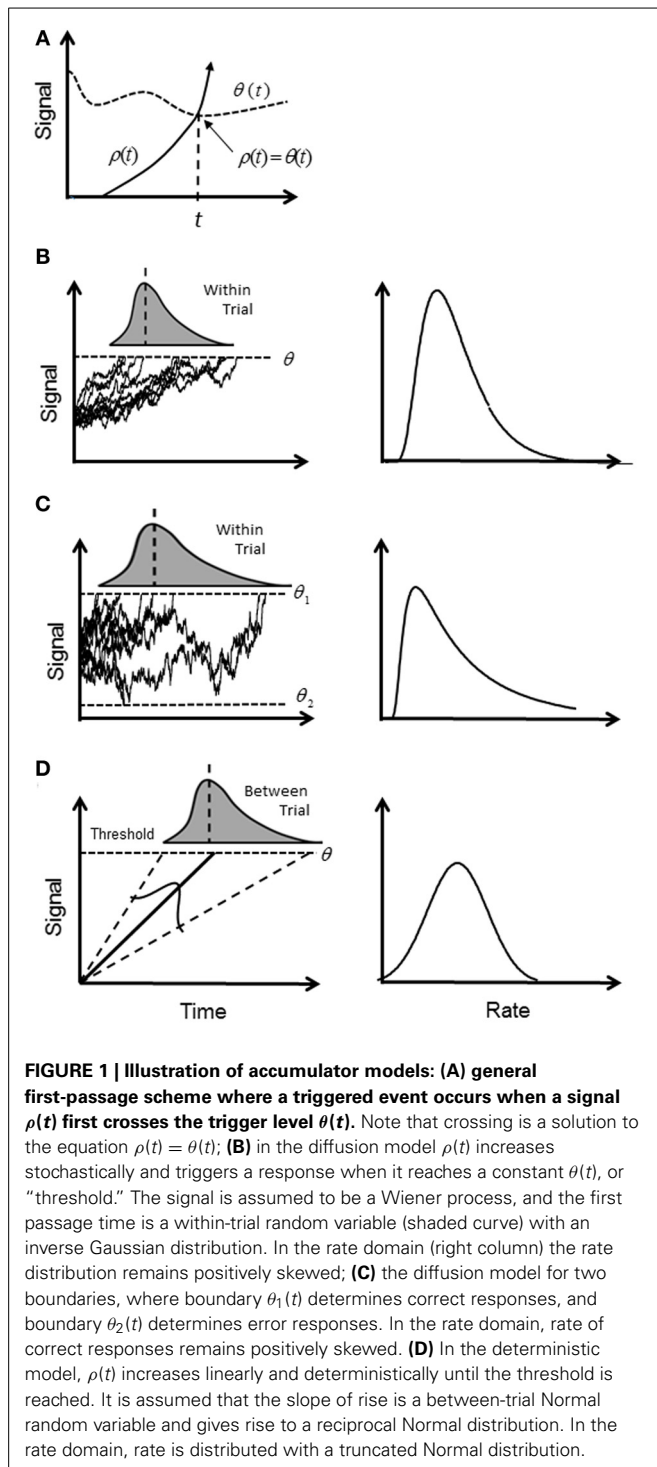 A
Signal
θ(t)
ρ(t)
ρ(t) = θ(t)
t
B
Within
Trial
θ
Signal
C
Within
Trial
θ1
Signal
θ2
D
Between
Trial
Threshold
θ
Signal
Time
Rate
FIGURE 1 | Illustration of accumulator models: (A) general
first-passage scheme where a triggered event occurs when a signal
ρ(t) first crosses the trigger level θ(t). Note that crossing is a solution to
the equation ρ(t) = θ(t); (B) in the diffusion model ρ(t) increases
stochastically and triggers a response when it reaches a constant θ(t), or
“threshold.” The signal is assumed to be a Wiener process, and the first
passage time is a within-trial random variable (shaded curve) with an
inverse Gaussian distribution. In the rate domain (right column) the rate
distribution remains positively skewed; (C) the diffusion model for two
boundaries, where boundary θ1(t) determines correct responses, and
boundary θ2(t) determines error responses. In the rate domain, rate of
correct responses remains positively skewed. (D) In the deterministic
model, ρ(t) increases linearly and deterministically until the threshold is
reached. It is assumed that the slope of rise is a between-trial Normal
random variable and gives rise to a reciprocal Normal distribution. In the
rate domain, rate is distributed with a truncated Normal distribution.